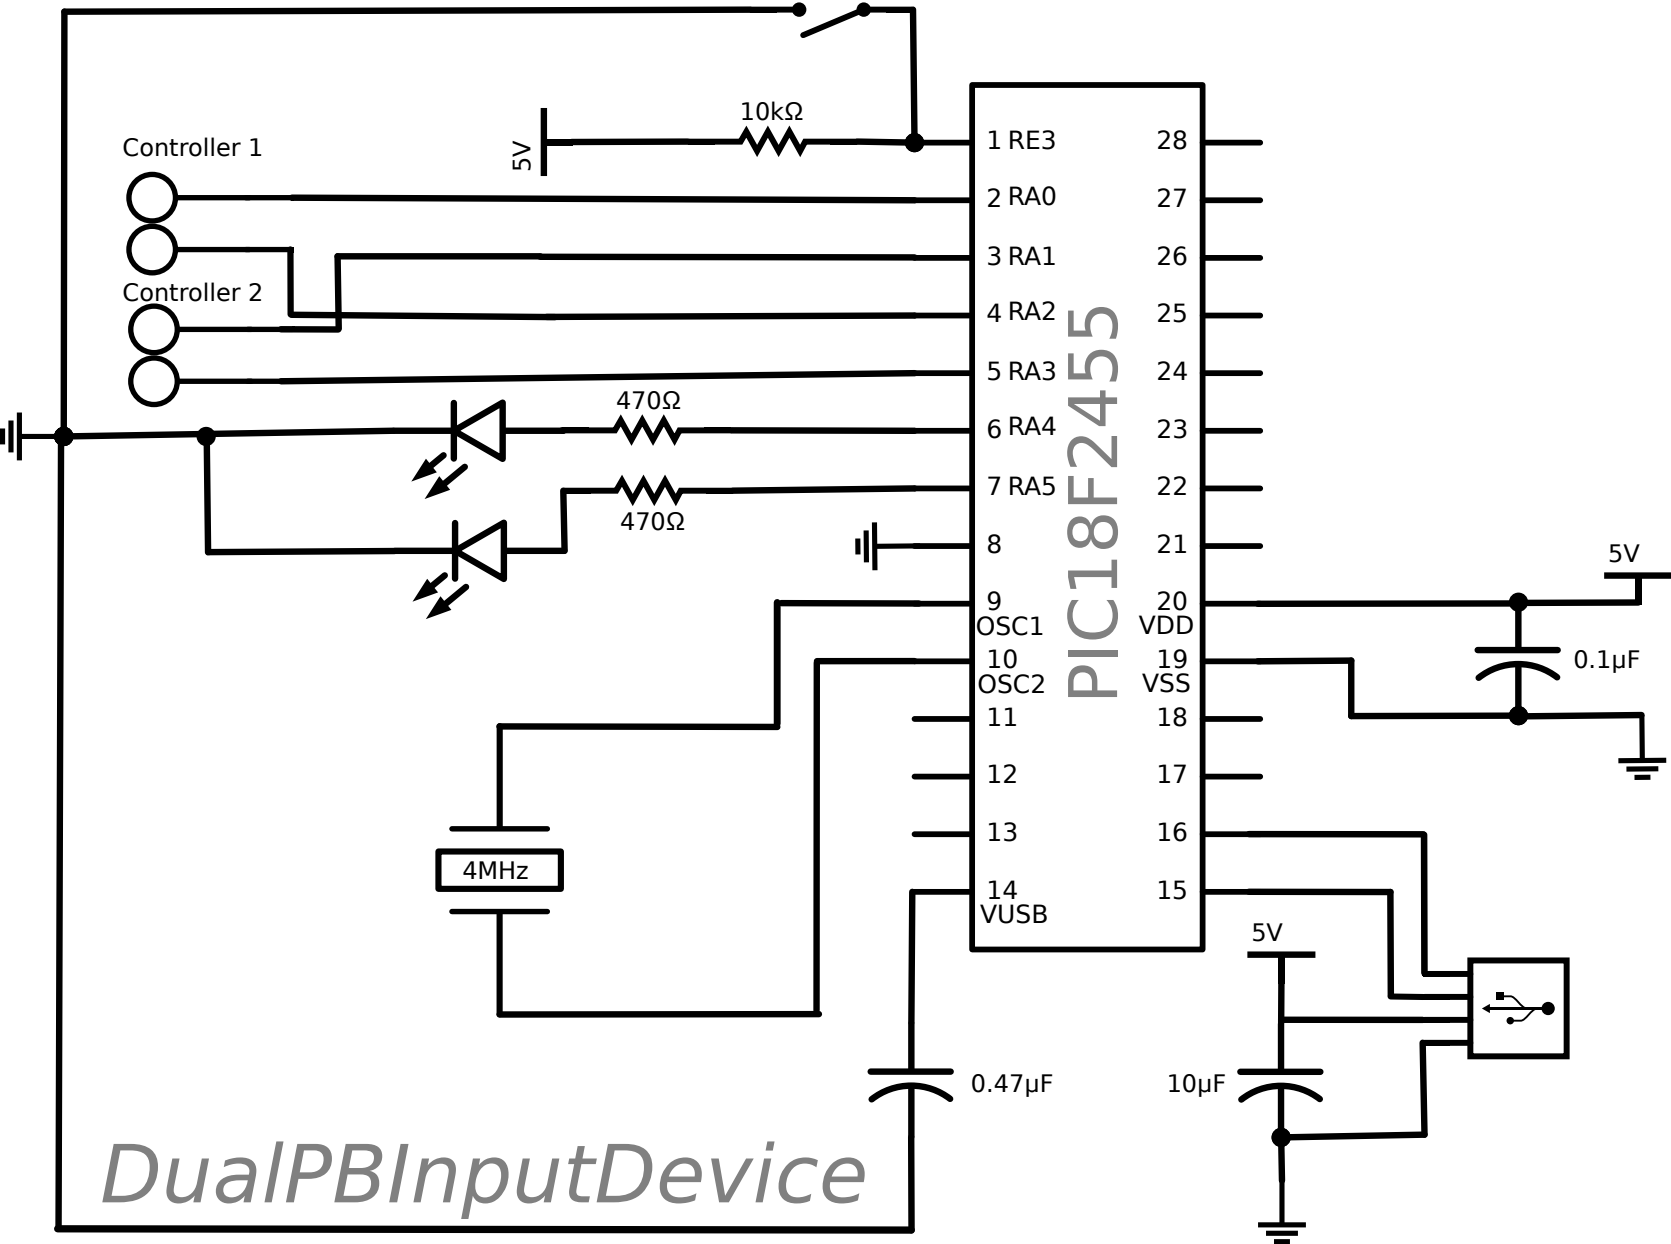 10kΩ
5V
Controller 1
Controller 2
470Ω
470Ω
1 RE3
2 RA0
3 RA1
4 RA2
5 RA3
6 RA4
7 RA5
8
9
OSC1
10
OSC2
11
12
13
14
VUSB
PIC18F2455
28
27
26
25
24
23
22
21
20
VDD
19
VSS
18
17
16
15
5V
0.1µF
4MHz
5V
0.47µF
10µF
DualPBInputDevice